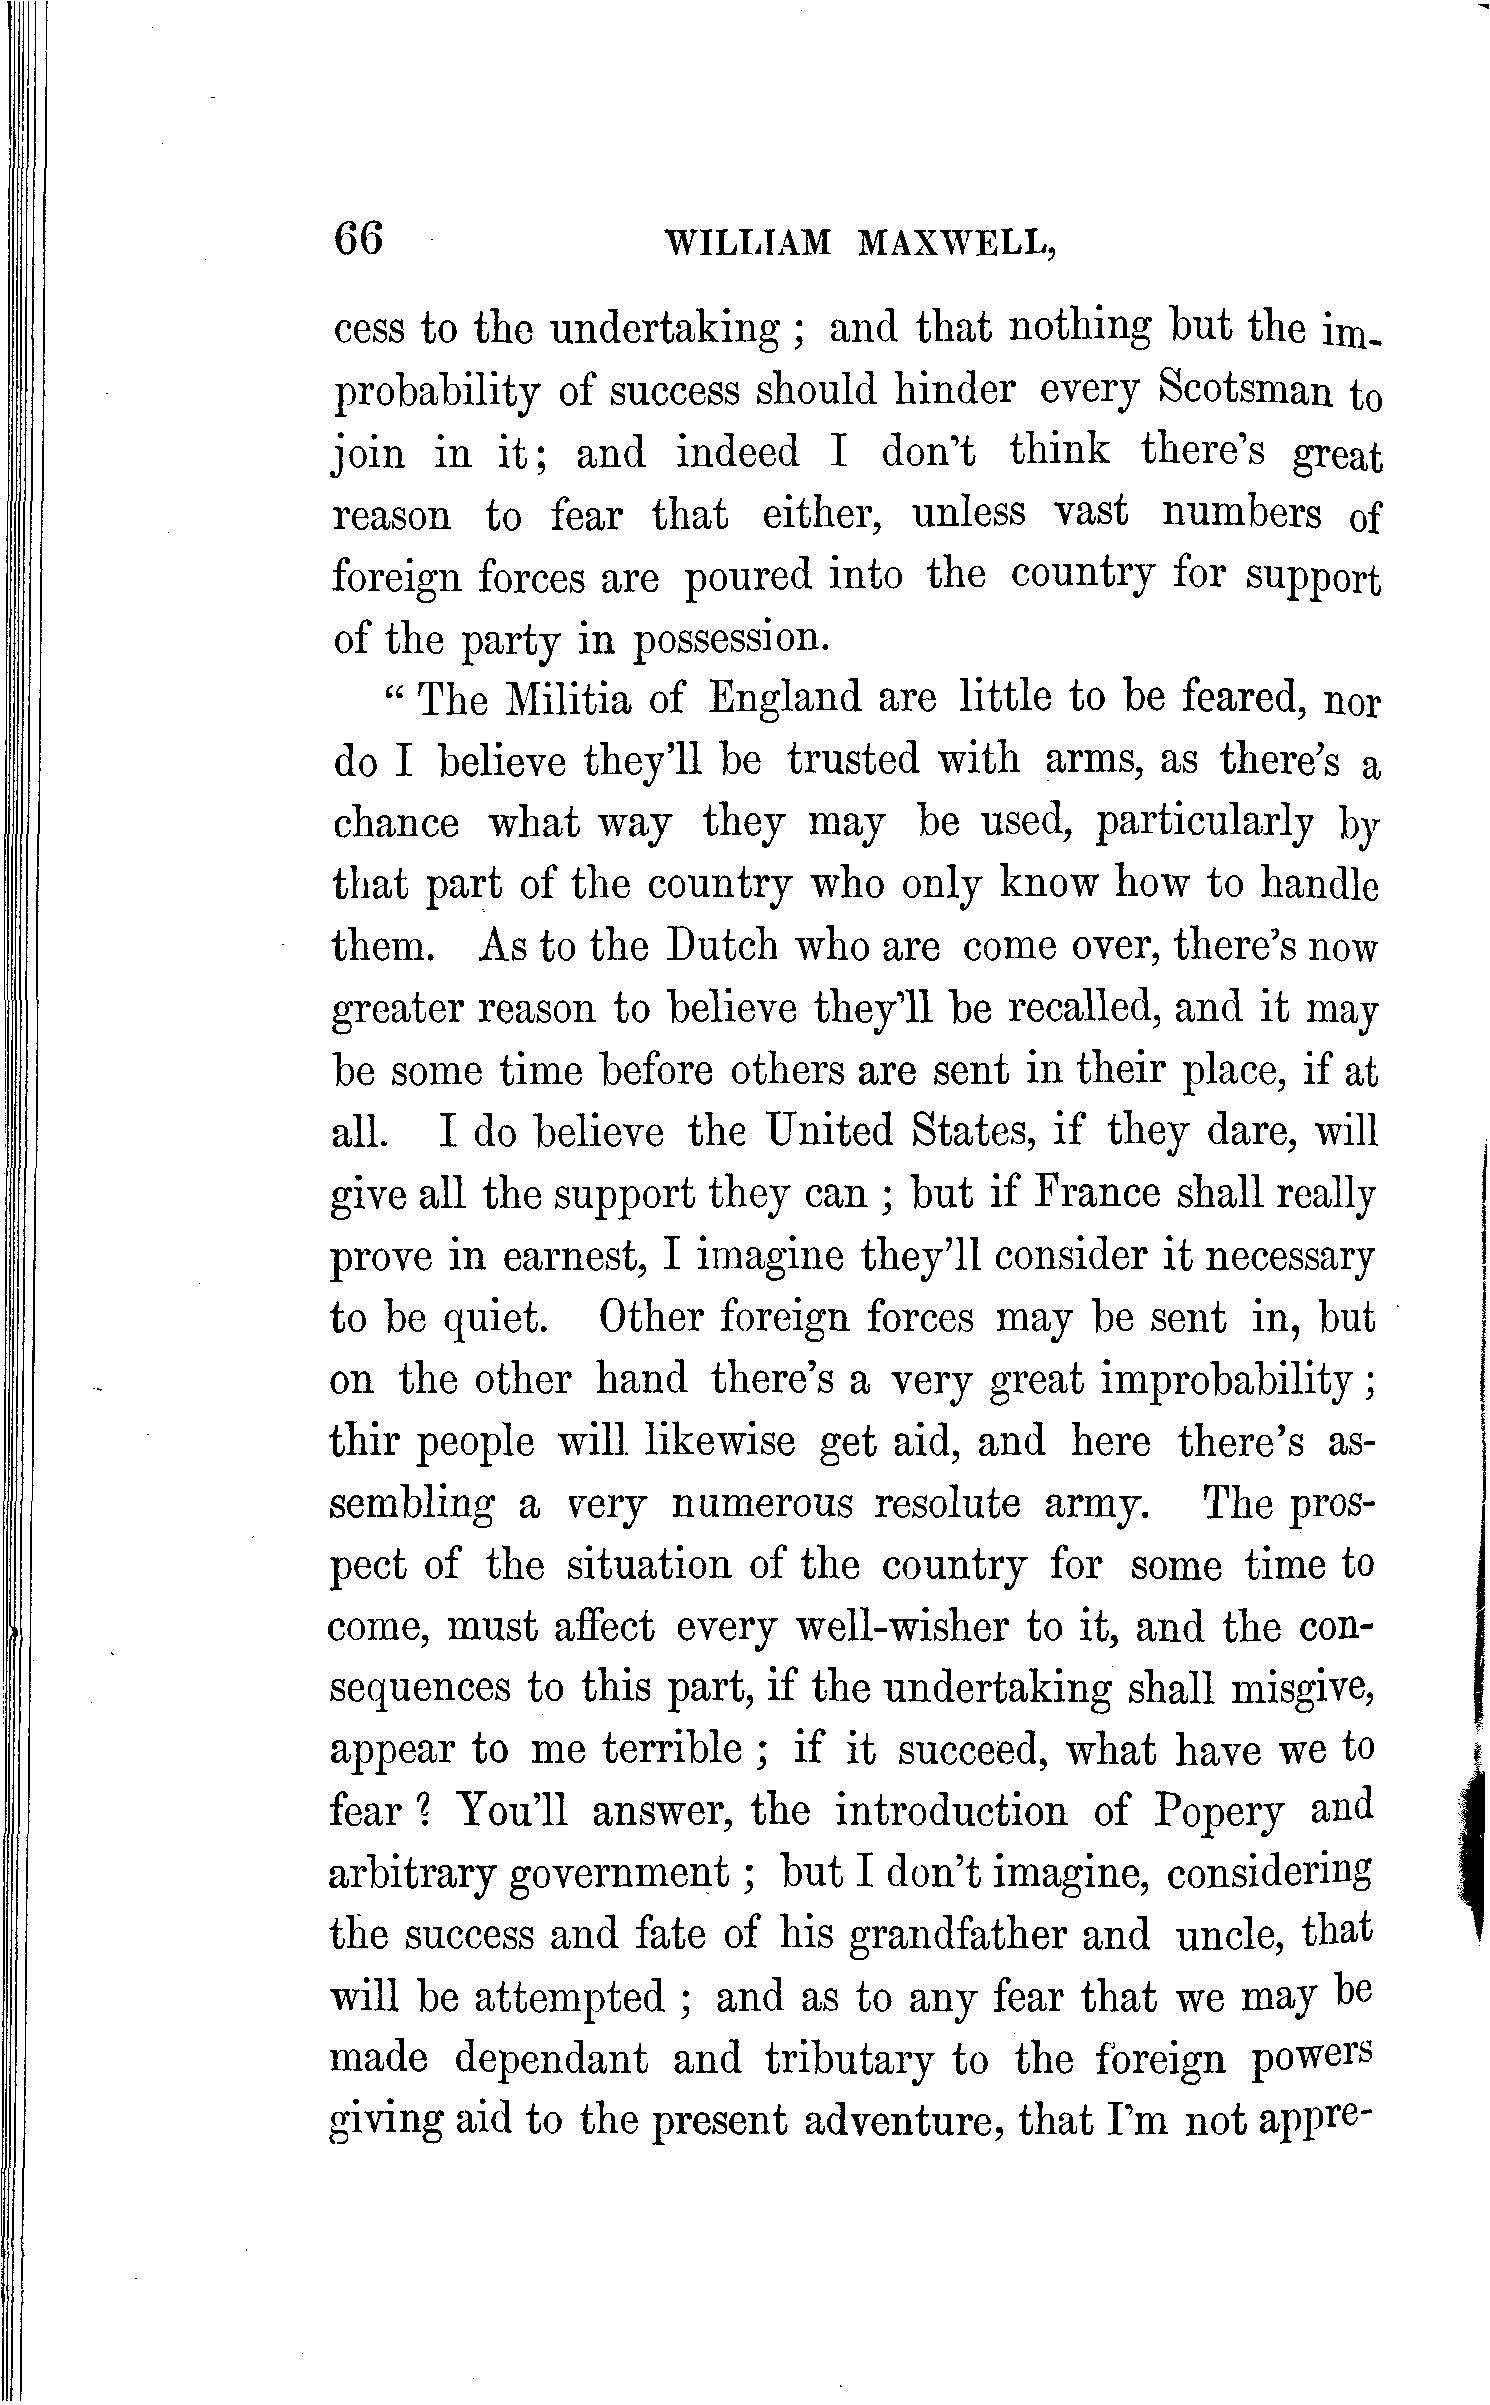 66 WILLIAM MAXWELL,
cess to the undertaking ; and that nothing but the im-
probability of success should hinder every Scotsman to
join in it; and indeed I don't think there's great
reason to fear that either, unless vast numbers of
foreign forces are poured into the country for support
of the party in possession.
“ The Militia of England are little to be feared, nor
do I believe they'll be trusted with arms, as there's a
chance what way they may be used, particularly by
that part of the country who only know how to handle
them. As to the Dutch who are come over, there's now
greater reason to believe they'll be recalled, and it may
be some time before others are sent in their place, if at
all. I do believe the United States, if they dare, will
give all the support they can ; but if France shall really
prove in earnest, I imagine they'll consider it necessary
to be quiet. Other foreign forces may be sent in, but
on the other hand there's a very great improbability ;
thir people will likewise get aid, and here there's as-
sembling a very numerous resolute army. The pros-
pect of the situation of the country for some time to
come, must affect every well-wisher to it, and the con-
sequences to this part, if the undertaking shall misgive,
appear to me terrible ; if it succeed, what have we to
fear ? You'll answer, the introduction of Popery and
arbitrary government ; but I don't imagine, considering
the success and fate of his grandfather and uncle, that
will be attempted ; and as to any fear that we may be
made dependant and tributary to the foreign powers
giving aid to the present adventure, that I'm not appre-